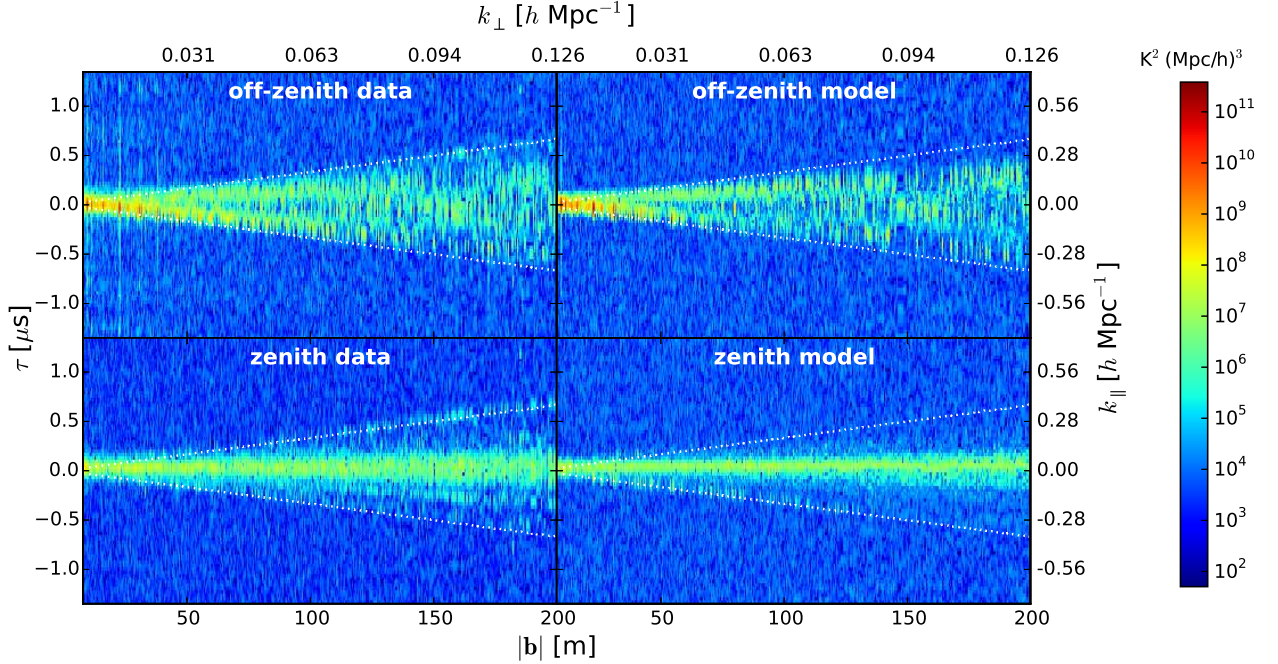 k⊥ [h Mpc⁻¹]
0.031 0.063 0.094 0.126 0.031 0.063 0.094 0.126
K² (Mpc/h)³
off-zenith data off-zenith model
1.0 0.5 0.0 −0.5 −1.0
0.56 0.28 0.00 -0.28 -0.56
zenith data zenith model
1.0 0.5 0.0 −0.5 −1.0
0.56 0.28 0.00 -0.28 -0.56
τ [μs]
k∥ [h Mpc⁻¹]
10¹¹
10¹⁰
10⁹
10⁸
10⁷
10⁶
10⁵
10⁴
10³
10²
50 100 150 200 50 100 150 200
|b| [m]